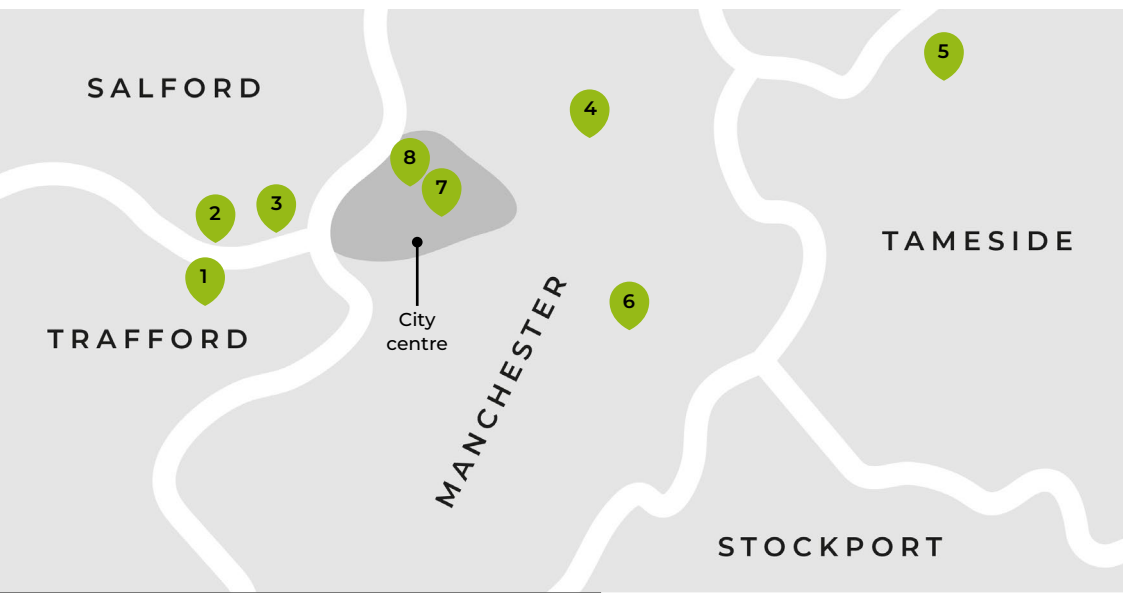 5
SALFORD
4
8
7
3
2
TAMESIDE
1
6
City
centre
TRAFFORD
MANCHESTER
STOCKPORT